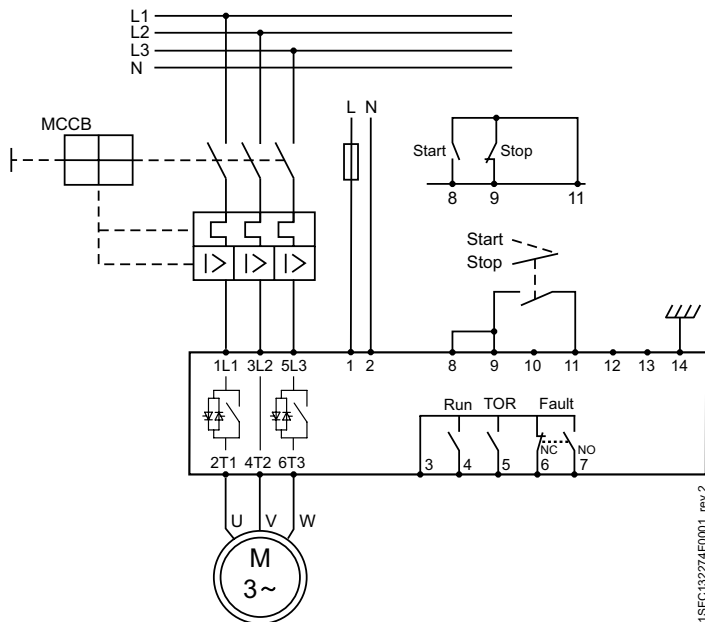 L1
L2
L3
N
MCCB
L N
Start Stop
8 9 11
Start
Stop
1L1 3L2 5L3 1 2 8 9 10 11 12 13 14
Run TOR Fault
NC NO
2T1 4T2 6T3 3 4 5 6 7
U V W
M
3~
1SFC132274F0001 rev 2